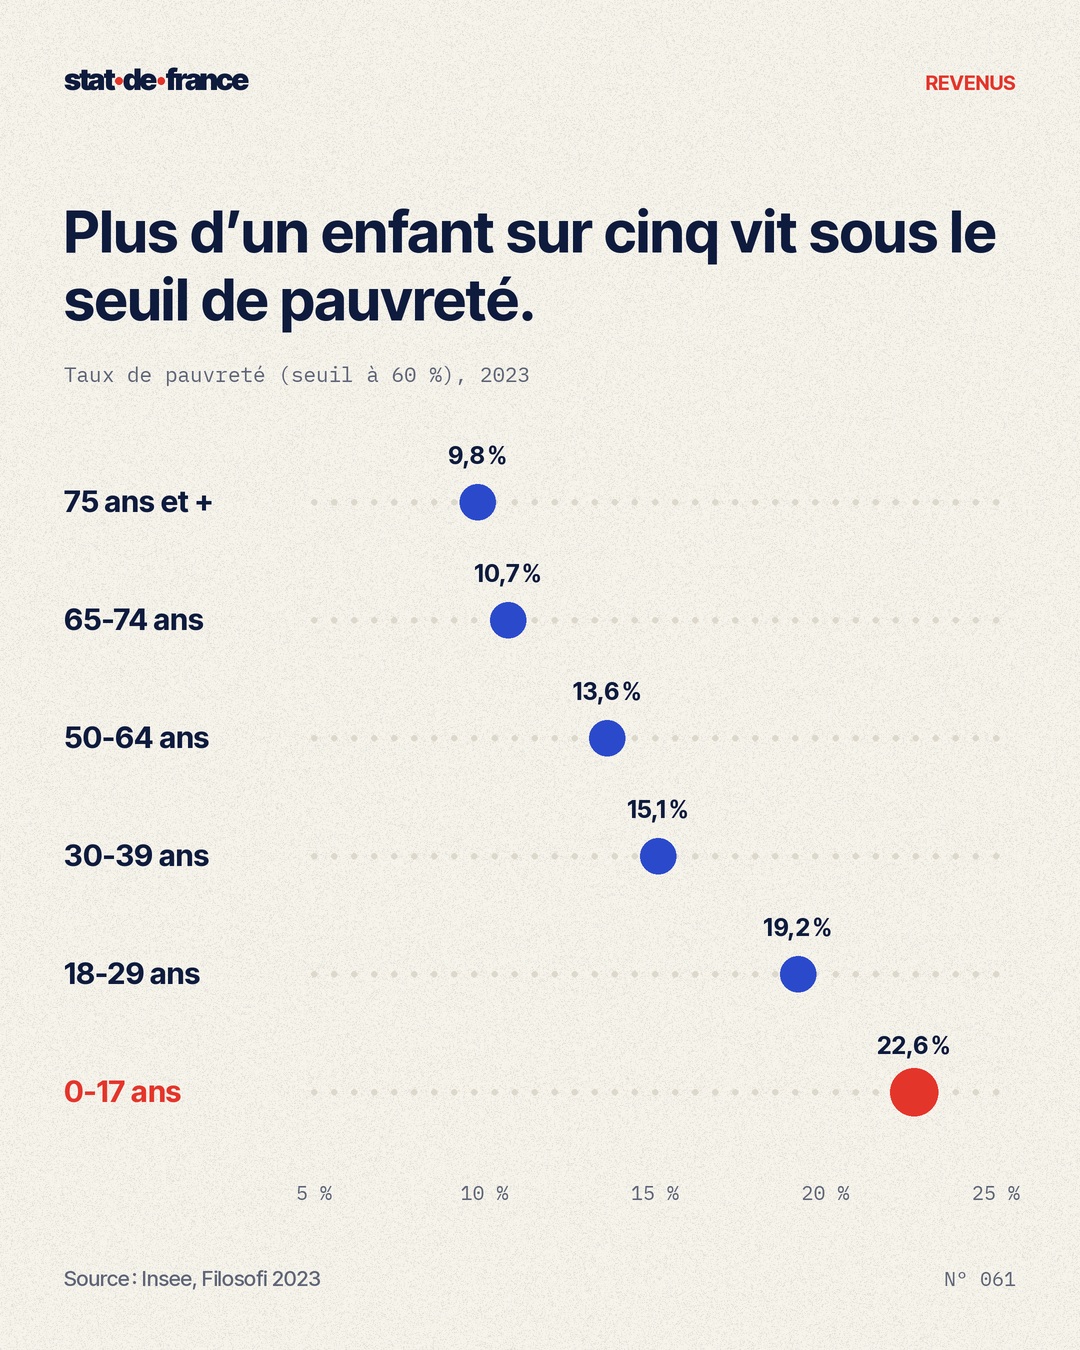 stat•de•france
REVENUS
Plus d’un enfant sur cinq vit sous le
seuil de pauvreté.
Taux de pauvreté (seuil à 60 %), 2023
9,8 %
75 ans et +
10,7 %
65-74 ans
13,6 %
50-64 ans
15,1 %
30-39 ans
19,2 %
18-29 ans
22,6 %
0-17 ans
5 % 10 % 15 % 20 % 25 %
Source : Insee, Filosofi 2023
N° 061